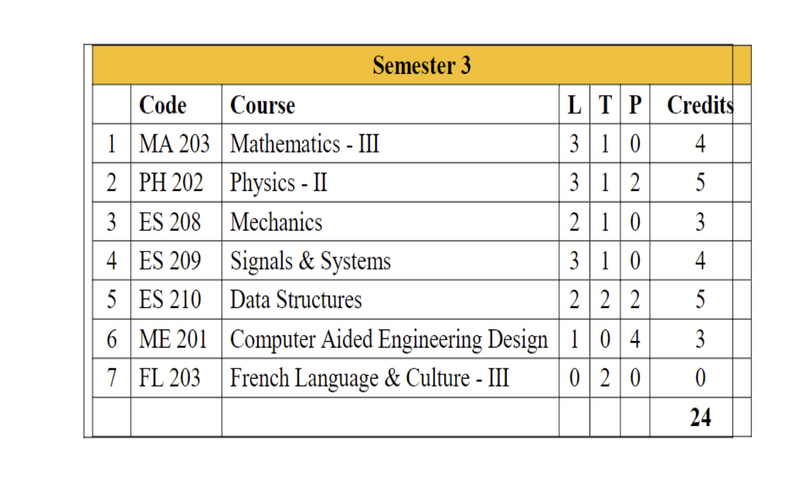 Semester 3
Code Course L T P Credits
1 MA 203 Mathematics - III 3 1 0 4
2 PH 202 Physics - II 3 1 2 5
3 ES 208 Mechanics 2 1 0 3
4 ES 209 Signals & Systems 3 1 0 4
5 ES 210 Data Structures 2 2 2 5
6 ME 201 Computer Aided Engineering Design 1 0 4 3
7 FL 203 French Language & Culture - III 0 2 0 0
24